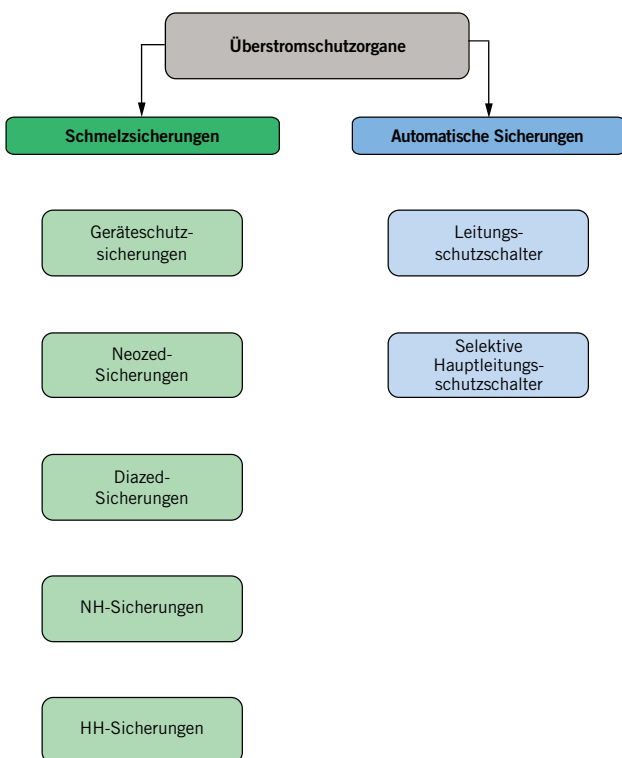 Überstromschutzorgane
Schmelzsicherungen
Automatische Sicherungen
Geräteschutz-
sicherungen
Leitungs-
schutzschalter
Neozed-
Sicherungen
Selektive
Hauptleitungs-
schutzschalter
Diazed-
Sicherungen
NH-Sicherungen
HH-Sicherungen